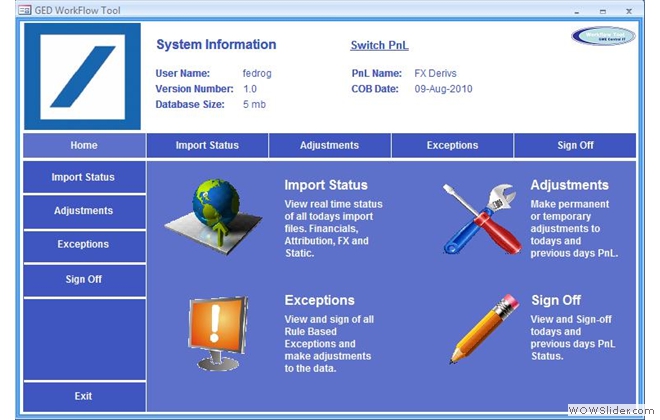 GED WorkFlow Tool
System Information
Switch PnL
User Name: fedrog
PnL Name: FX Derivs
Version Number: 1.0
COB Date: 09-Aug-2010
Database Size: 5 mb
Workflow Tool
Home
Import Status
Adjustments
Exceptions
Sign Off
Import Status
Adjustments
Exceptions
Sign Off
Exit
Import Status
View real time status
of all todays import
files. Financials,
Attribution, FX and
Static.
Adjustments
Make permanent
or temporary
adjustments to
todays and
previous days PnL.
Exceptions
View and sign of all
Rule Based
Exceptions and
make adjustments
to the data.
Sign Off
View and Sign-off
todays and
previous days PnL
Status.
WOWSlider.com